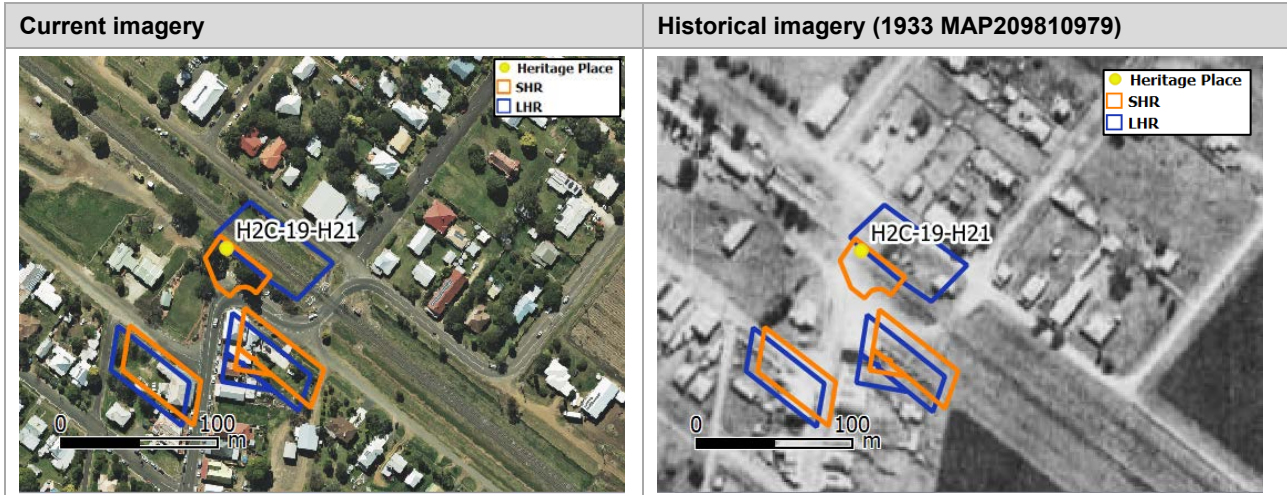 Current imagery
Historical imagery (1933 MAP209810979)
Heritage Place
SHR
LHR
H2C-19-H21
0 100
m
Heritage Place
SHR
LHR
H2C-19-H21
0 100
m